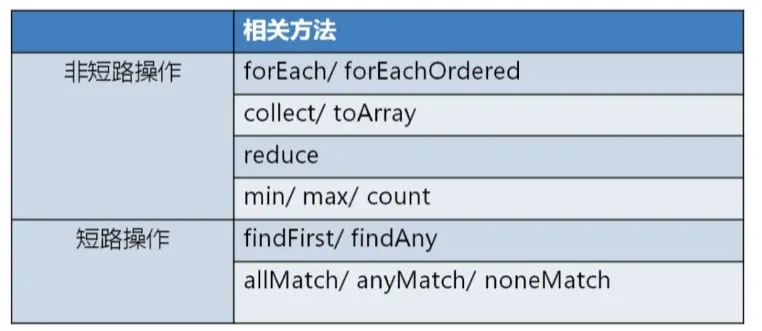 相关方法
非短路操作
forEach/ forEachOrdered
collect/ toArray
reduce
min/ max/ count
短路操作
findFirst/ findAny
allMatch/ anyMatch/ noneMatch